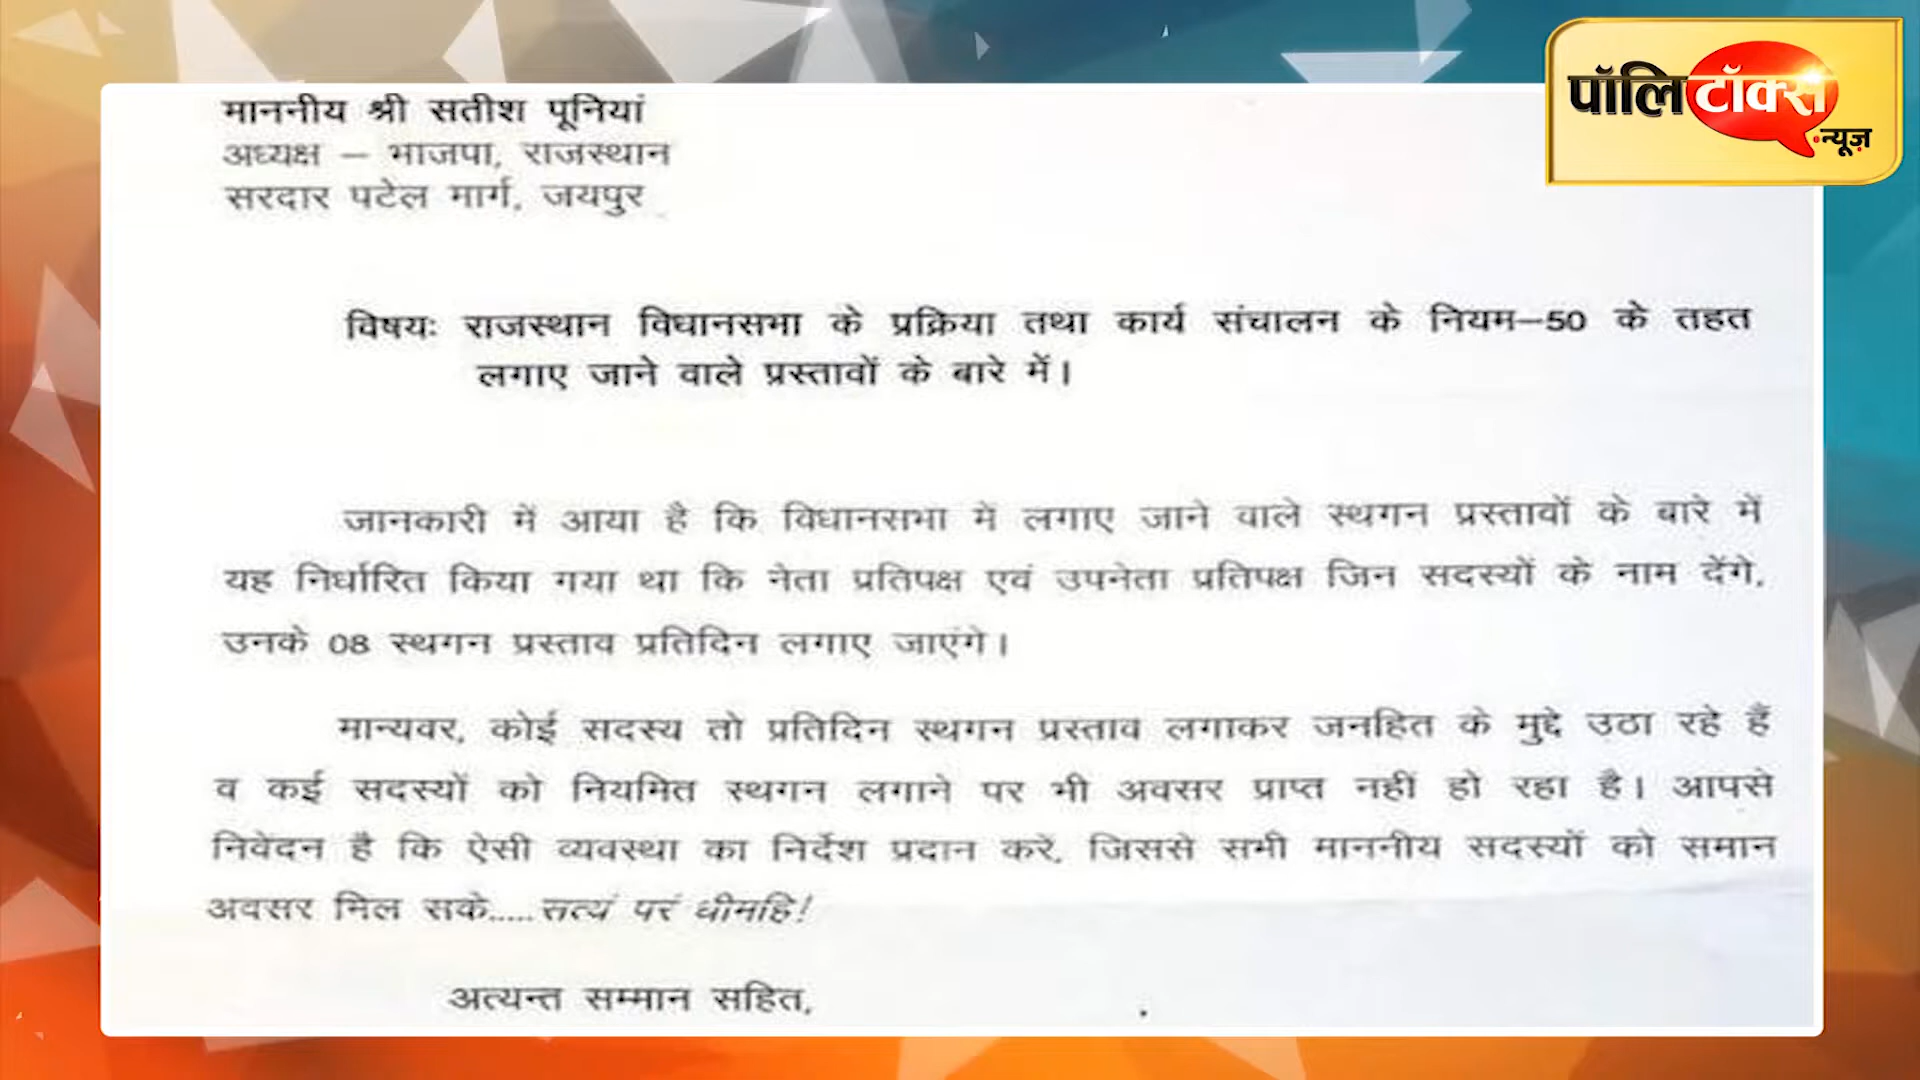 पॉलिटॉक्स
.न्यूज़
माननीय श्री सतीश पूनियां
अध्यक्ष – भाजपा, राजस्थान
सरदार पटेल मार्ग, जयपुर
विषयः राजस्थान विधानसभा के प्रक्रिया तथा कार्य संचालन के नियम–50 के तहत
लगाए जाने वाले प्रस्तावों के बारे में।
जानकारी में आया है कि विधानसभा में लगाए जाने वाले स्थगन प्रस्तावों के बारे में
यह निर्धारित किया गया था कि नेता प्रतिपक्ष एवं उपनेता प्रतिपक्ष जिन सदस्यों के नाम देंगे,
उनके 08 स्थगन प्रस्ताव प्रतिदिन लगाए जाएंगे।
मान्यवर, कोई सदस्य तो प्रतिदिन स्थगन प्रस्ताव लगाकर जनहित के मुद्दे उठा रहे हैं
व कई सदस्यों को नियमित स्थगन लगाने पर भी अवसर प्राप्त नहीं हो रहा है। आपसे
निवेदन है कि ऐसी व्यवस्था का निर्देश प्रदान करें, जिससे सभी माननीय सदस्यों को समान
अवसर मिल सके.....सत्यं परं धीमहि!
अत्यन्त सम्मान सहित,